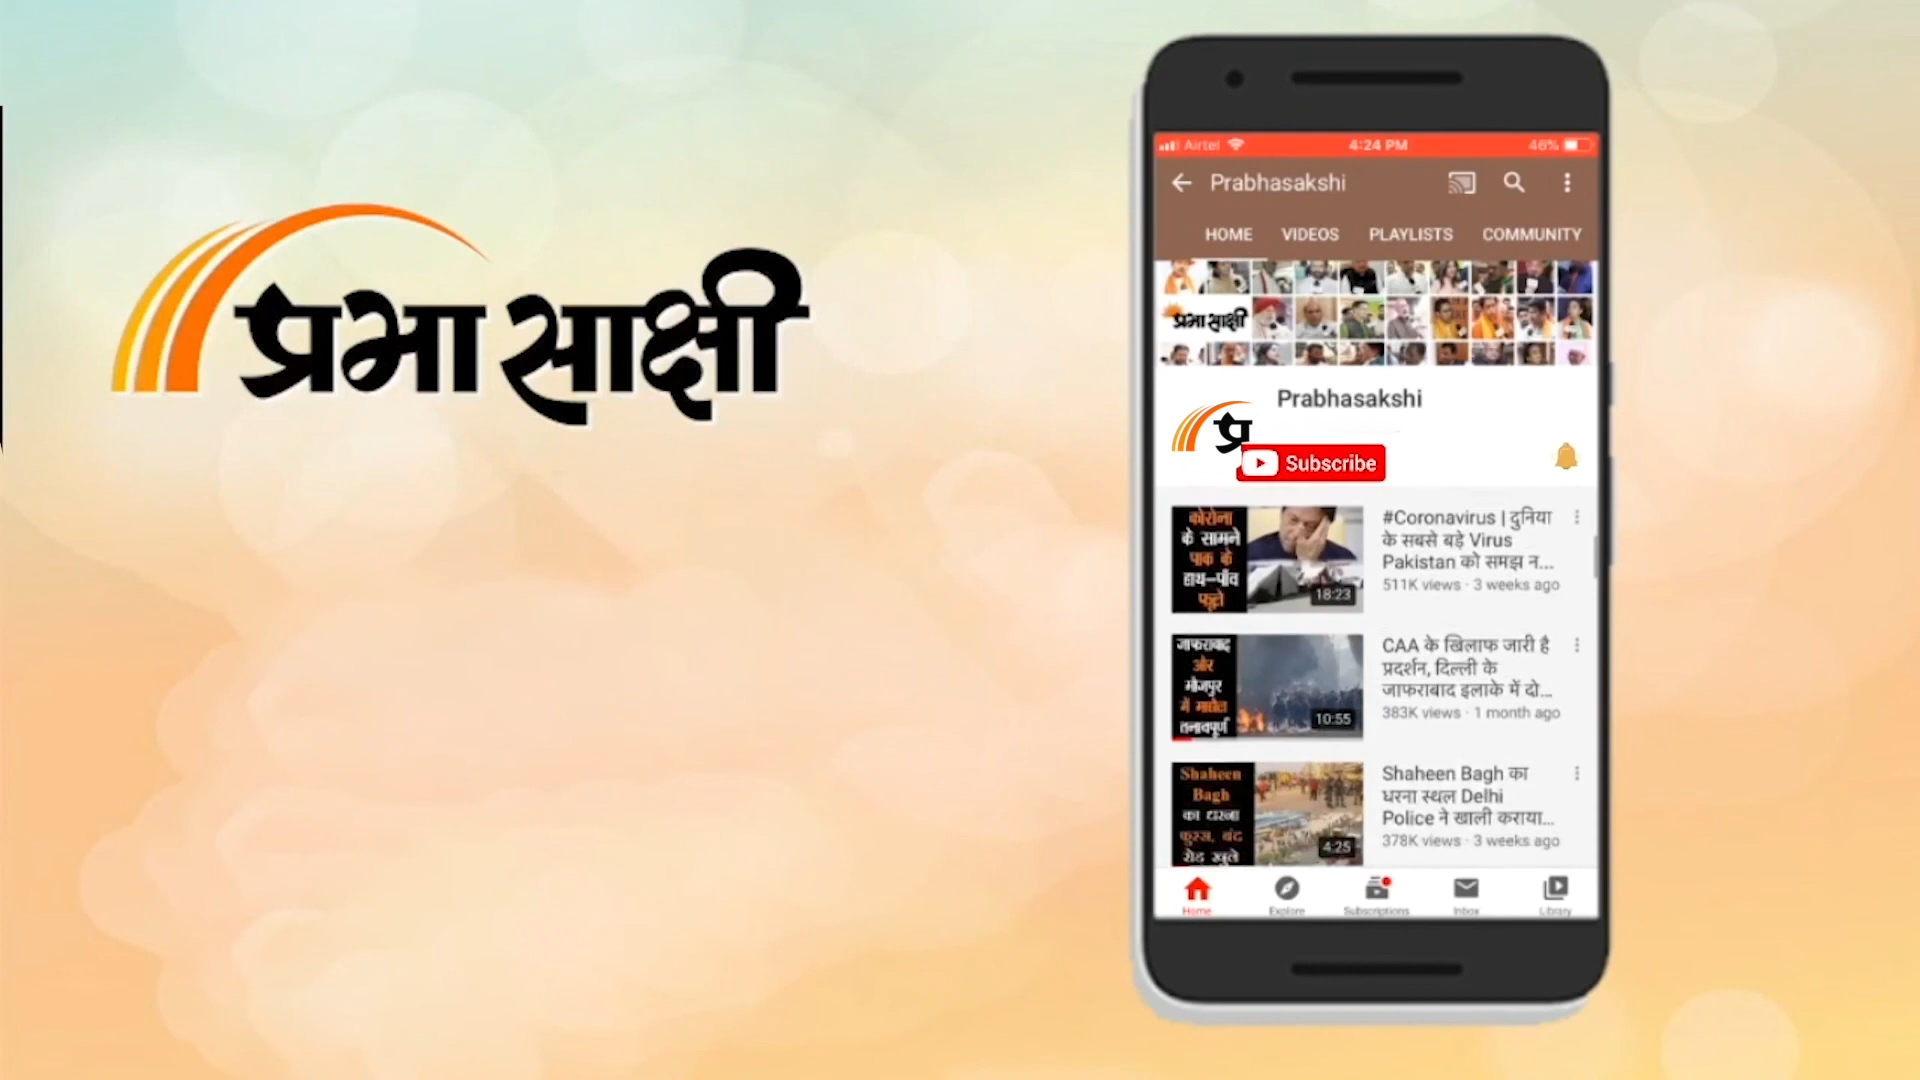 प्रभासाक्षी
Airtel 4:24 PM 46%
Prabhasakshi
HOME VIDEOS PLAYLISTS COMMUNITY
प्रभासाक्षी
Prabhasakshi
प्र
Subscribe
कोरोना
के सामने
पाक के
हाथ-पाँव
फूले
18:23
#Coronavirus | दुनिया
के सबसे बड़े Virus
Pakistan को समझ न...
511K views · 3 weeks ago
जाफराबाद
और
मौजपुर
में माहौल
तनावपूर्ण
10:55
CAA के खिलाफ जारी है
प्रदर्शन, दिल्ली के
जाफराबाद इलाके में दो...
383K views · 1 month ago
Shaheen
Bagh
का धरना
फुस्स, बंद
रोड खुले
4:25
Shaheen Bagh का
धरना स्थल Delhi
Police ने खाली कराया...
378K views · 3 weeks ago
Home Explore Subscriptions Inbox Library